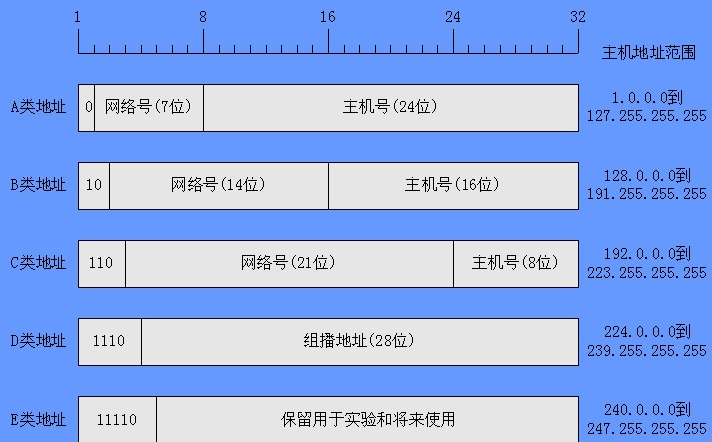 1 8 16 24 32
主机地址范围
A类地址 0 网络号(7位) 主机号(24位) 1.0.0.0到
127.255.255.255
B类地址 10 网络号(14位) 主机号(16位) 128.0.0.0到
191.255.255.255
C类地址 110 网络号(21位) 主机号(8位) 192.0.0.0到
223.255.255.255
D类地址 1110 组播地址(28位) 224.0.0.0到
239.255.255.255
E类地址 11110 保留用于实验和将来使用 240.0.0.0到
247.255.255.255